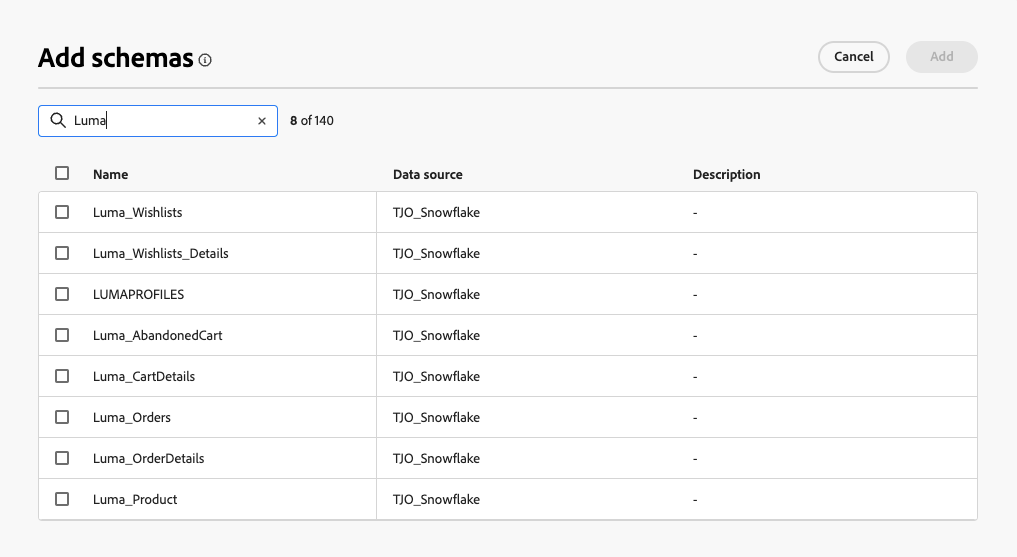 Add schemas
Cancel
Add
Luma
8 of 140
Name Data source Description
Luma_Wishlists TJO_Snowflake -
Luma_Wishlists_Details TJO_Snowflake -
LUMAPROFILES TJO_Snowflake -
Luma_AbandonedCart TJO_Snowflake -
Luma_CartDetails TJO_Snowflake -
Luma_Orders TJO_Snowflake -
Luma_OrderDetails TJO_Snowflake -
Luma_Product TJO_Snowflake -